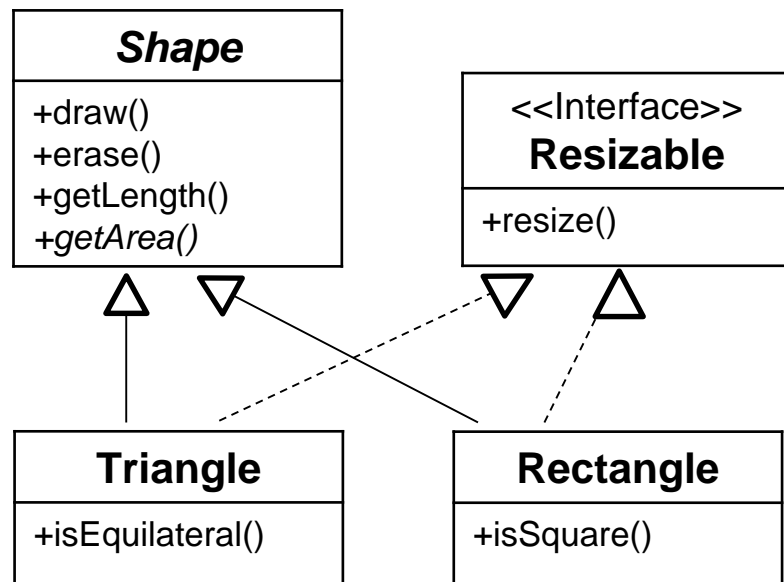 Shape
+draw()
+erase()
+getLength()
+getArea()
<<Interface>>
Resizable
+resize()
Triangle
+isEquilateral()
Rectangle
+isSquare()